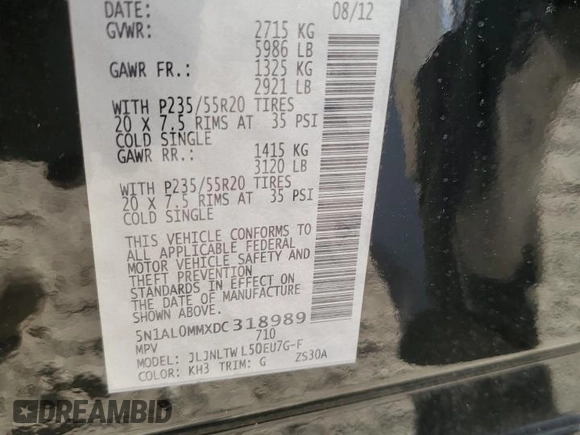 DATE: 08/12
GVWR: 2715 KG
5986 LB
GAWR FR.: 1325 KG
2921 LB
WITH P235/55R20 TIRES
20 X 7.5 RIMS AT 35 PSI
COLD SINGLE
GAWR RR.: 1415 KG
3120 LB
WITH P235/55R20 TIRES
20 X 7.5 RIMS AT 35 PSI
COLD SINGLE
THIS VEHICLE CONFORMS TO
ALL APPLICABLE FEDERAL
MOTOR VEHICLE SAFETY AND
THEFT PREVENTION
STANDARDS IN EFFECT ON
THE DATE OF MANUFACTURE
SHOWN ABOVE.
5N1AL0MMXDC318989
MPV 710
JLJNLTWL50EU7G-F
COLOR: KH3 TRIM: G ZS30A
DREAMBID